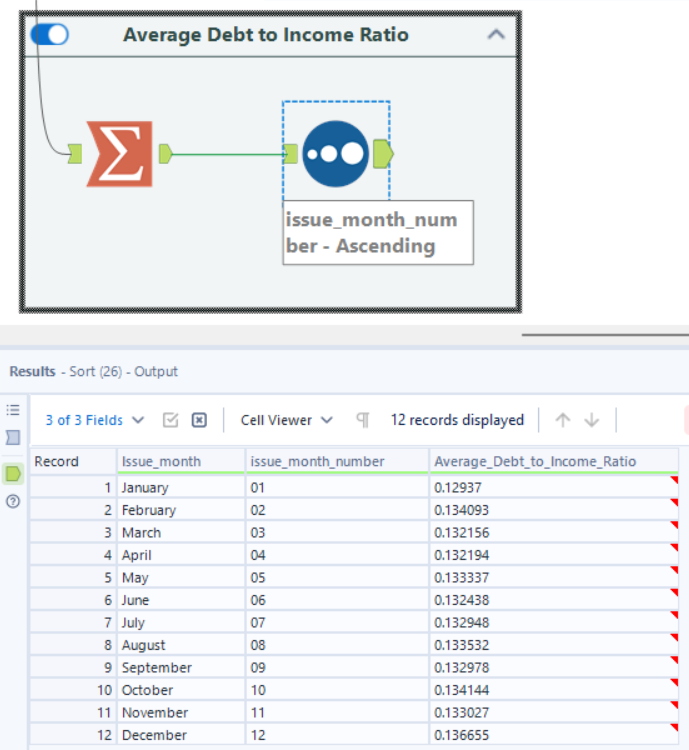 Average Debt to Income Ratio
issue_month_num
ber - Ascending
Results - Sort (26) - Output
3 of 3 Fields Cell Viewer 12 records displayed
Record Issue_month issue_month_number Average_Debt_to_Income_Ratio
1 January 01 0.12937
2 February 02 0.134093
3 March 03 0.132156
4 April 04 0.132194
5 May 05 0.133337
6 June 06 0.132438
7 July 07 0.132948
8 August 08 0.133532
9 September 09 0.132978
10 October 10 0.134144
11 November 11 0.133027
12 December 12 0.136655